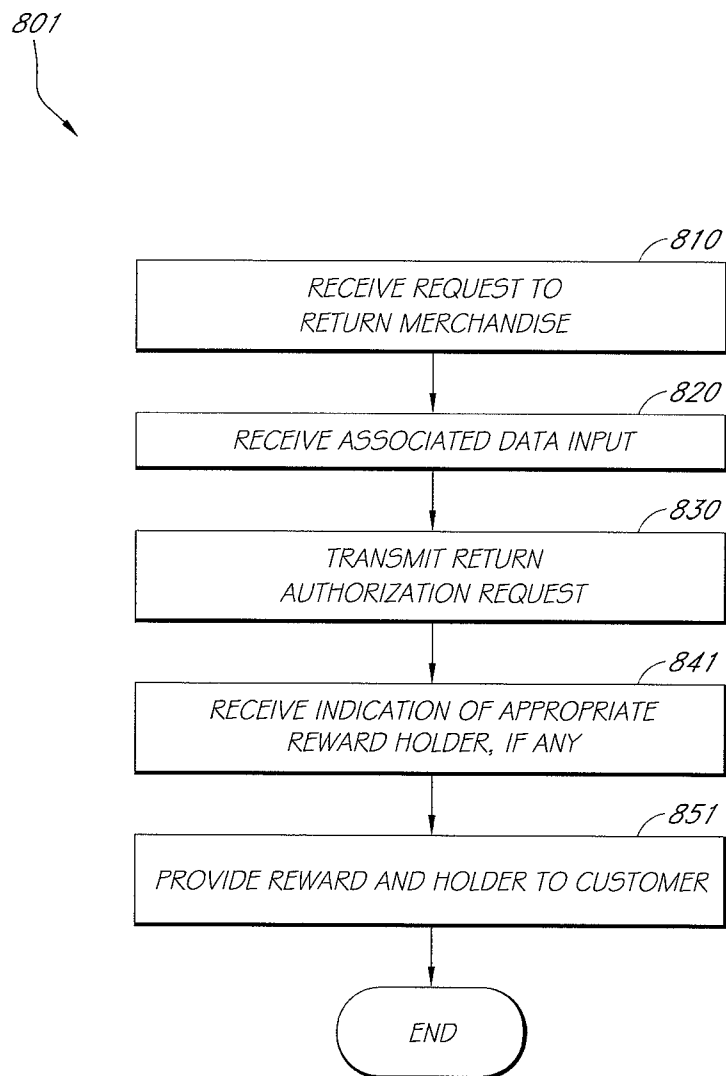 801
810
RECEIVE REQUEST TO
RETURN MERCHANDISE
820
RECEIVE ASSOCIATED DATA INPUT
830
TRANSMIT RETURN
AUTHORIZATION REQUEST
841
RECEIVE INDICATION OF APPROPRIATE
REWARD HOLDER, IF ANY
851
PROVIDE REWARD AND HOLDER TO CUSTOMER
END